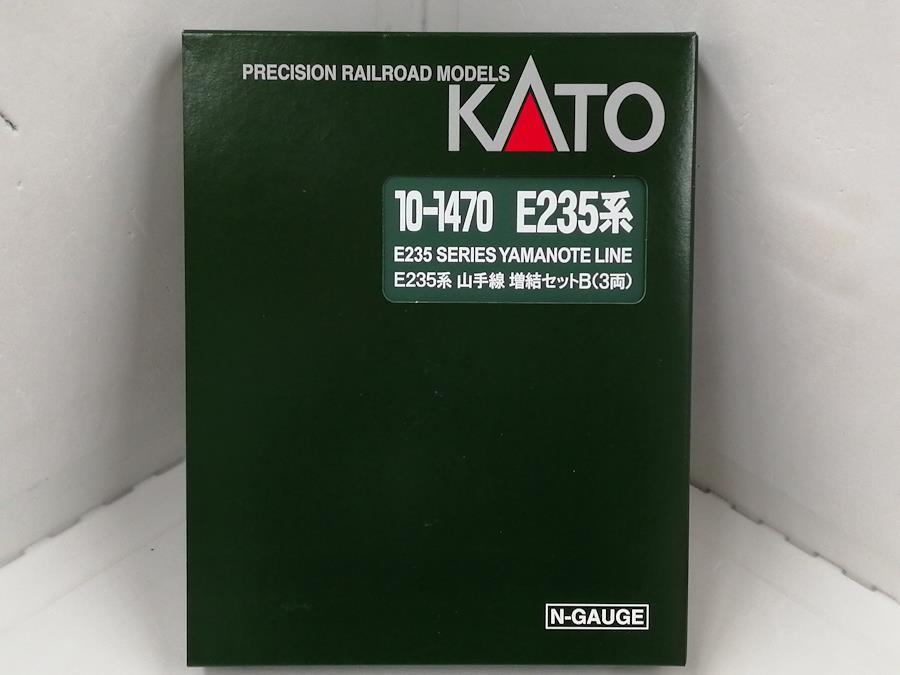 PRECISION RAILROAD MODELS
KATO
10-1470 E235系
E235 SERIES YAMANOTE LINE
E235系 山手線 増結セットB(3両)
N-GAUGE